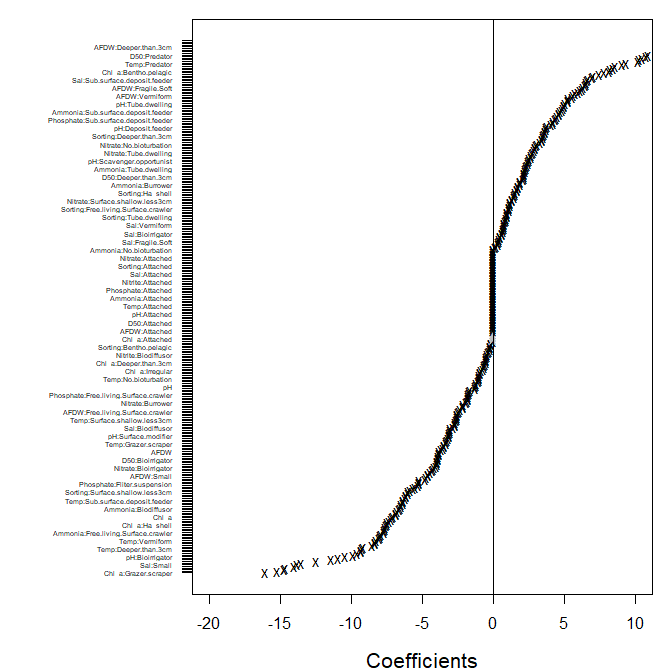 AFDW:Deeper.than.3cm
D50:Predator
Temp:Predator
Chl_a:Bentho.pelagic
Sal:Sub.surface.deposit.feeder
AFDW:Fragile.Soft
AFDW:Vermiform
pH:Tube.dwelling
Ammonia:Sub.surface.deposit.feeder
Phosphate:Sub.surface.deposit.feeder
pH:Deposit.feeder
Sorting:Deeper.than.3cm
Nitrate:No.bioturbation
Nitrate:Tube.dwelling
pH:Scavenger.opportunist
Ammonia:Tube.dwelling
D50:Deeper.than.3cm
Ammonia:Burrower
Sorting:Ha_shell
Nitrate:Surface.shallow.less3cm
Sorting:Free.living.Surface.crawler
Sorting:Tube.dwelling
Sal:Vermiform
Sal:Bioirrigator
Sal:Fragile.Soft
Ammonia:No.bioturbation
Nitrate:Attached
Sorting:Attached
Sal:Attached
Nitrite:Attached
Phosphate:Attached
Ammonia:Attached
Temp:Attached
pH:Attached
D50:Attached
AFDW:Attached
Chl_a:Attached
Sorting:Bentho.pelagic
Nitrite:Biodiffusor
Chl_a:Deeper.than.3cm
Chl_a:Irregular
Temp:No.bioturbation
pH
Phosphate:Free.living.Surface.crawler
Nitrate:Burrower
AFDW:Free.living.Surface.crawler
Temp:Surface.shallow.less3cm
Sal:Biodiffusor
pH:Surface.modifier
Temp:Grazer.scraper
AFDW
D50:Bioirrigator
Nitrate:Bioirrigator
AFDW:Small
Phosphate:Filter.suspension
Sorting:Surface.shallow.less3cm
Temp:Sub.surface.deposit.feeder
Ammonia:Biodiffusor
Chl_a
Chl_a:Ha_shell
Ammonia:Free.living.Surface.crawler
Temp:Vermiform
Temp:Deeper.than.3cm
pH:Bioirrigator
Sal:Small
Chl_a:Grazer.scraper
-20 -15 -10 -5 0 5 10
Coefficients